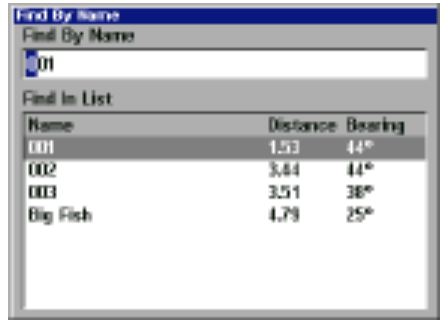 Find By Name
Find By Name
001
Find In List
Name Distance Bearing
001 1.53 44°
002 3.44 44°
003 3.51 38°
Big Fish 4.79 25°